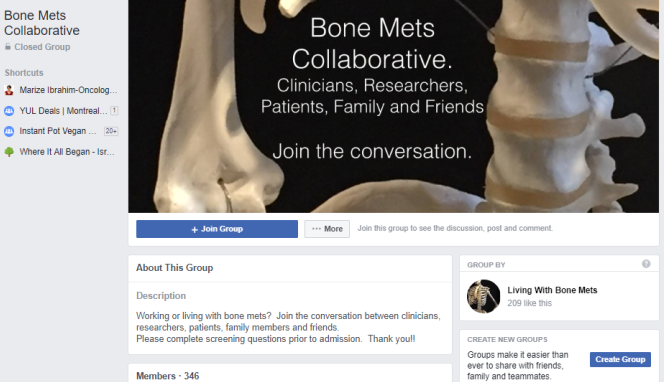 Bone Mets
Collaborative
Closed Group
Shortcuts
Marize Ibrahim-Oncolog...
YUL Deals | Montreal... 1
Instant Pot Vegan ... 20+
Where It All Began - Isr...
Bone Mets
Collaborative.
Clinicians, Researchers,
Patients, Family and Friends
Join the conversation.
+ Join Group
··· More
Join this group to see the discussion, post and comment.
About This Group
Description
Working or living with bone mets? Join the conversation between clinicians,
researchers, patients, family members and friends.
Please complete screening questions prior to admission. Thank you!!
Members · 346
GROUP BY
?
Living With Bone Mets
209 like this
CREATE NEW GROUPS
Groups make it easier than
ever to share with friends,
family and teammates.
Create Group